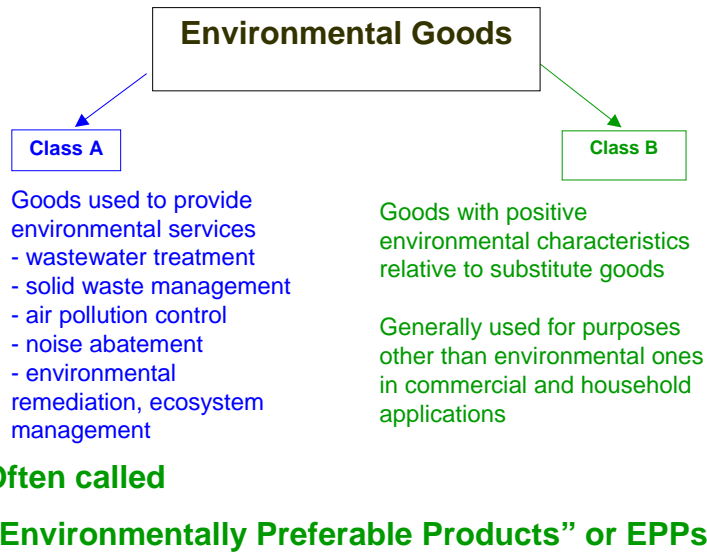 Environmental Goods
Class A
Goods used to provide
environmental services
- wastewater treatment
- solid waste management
- air pollution control
- noise abatement
- environmental
remediation, ecosystem
management
Class B
Goods with positive
environmental characteristics
relative to substitute goods
Generally used for purposes
other than environmental ones
in commercial and household
applications
Often called
Environmentally Preferable Products” or EPPs